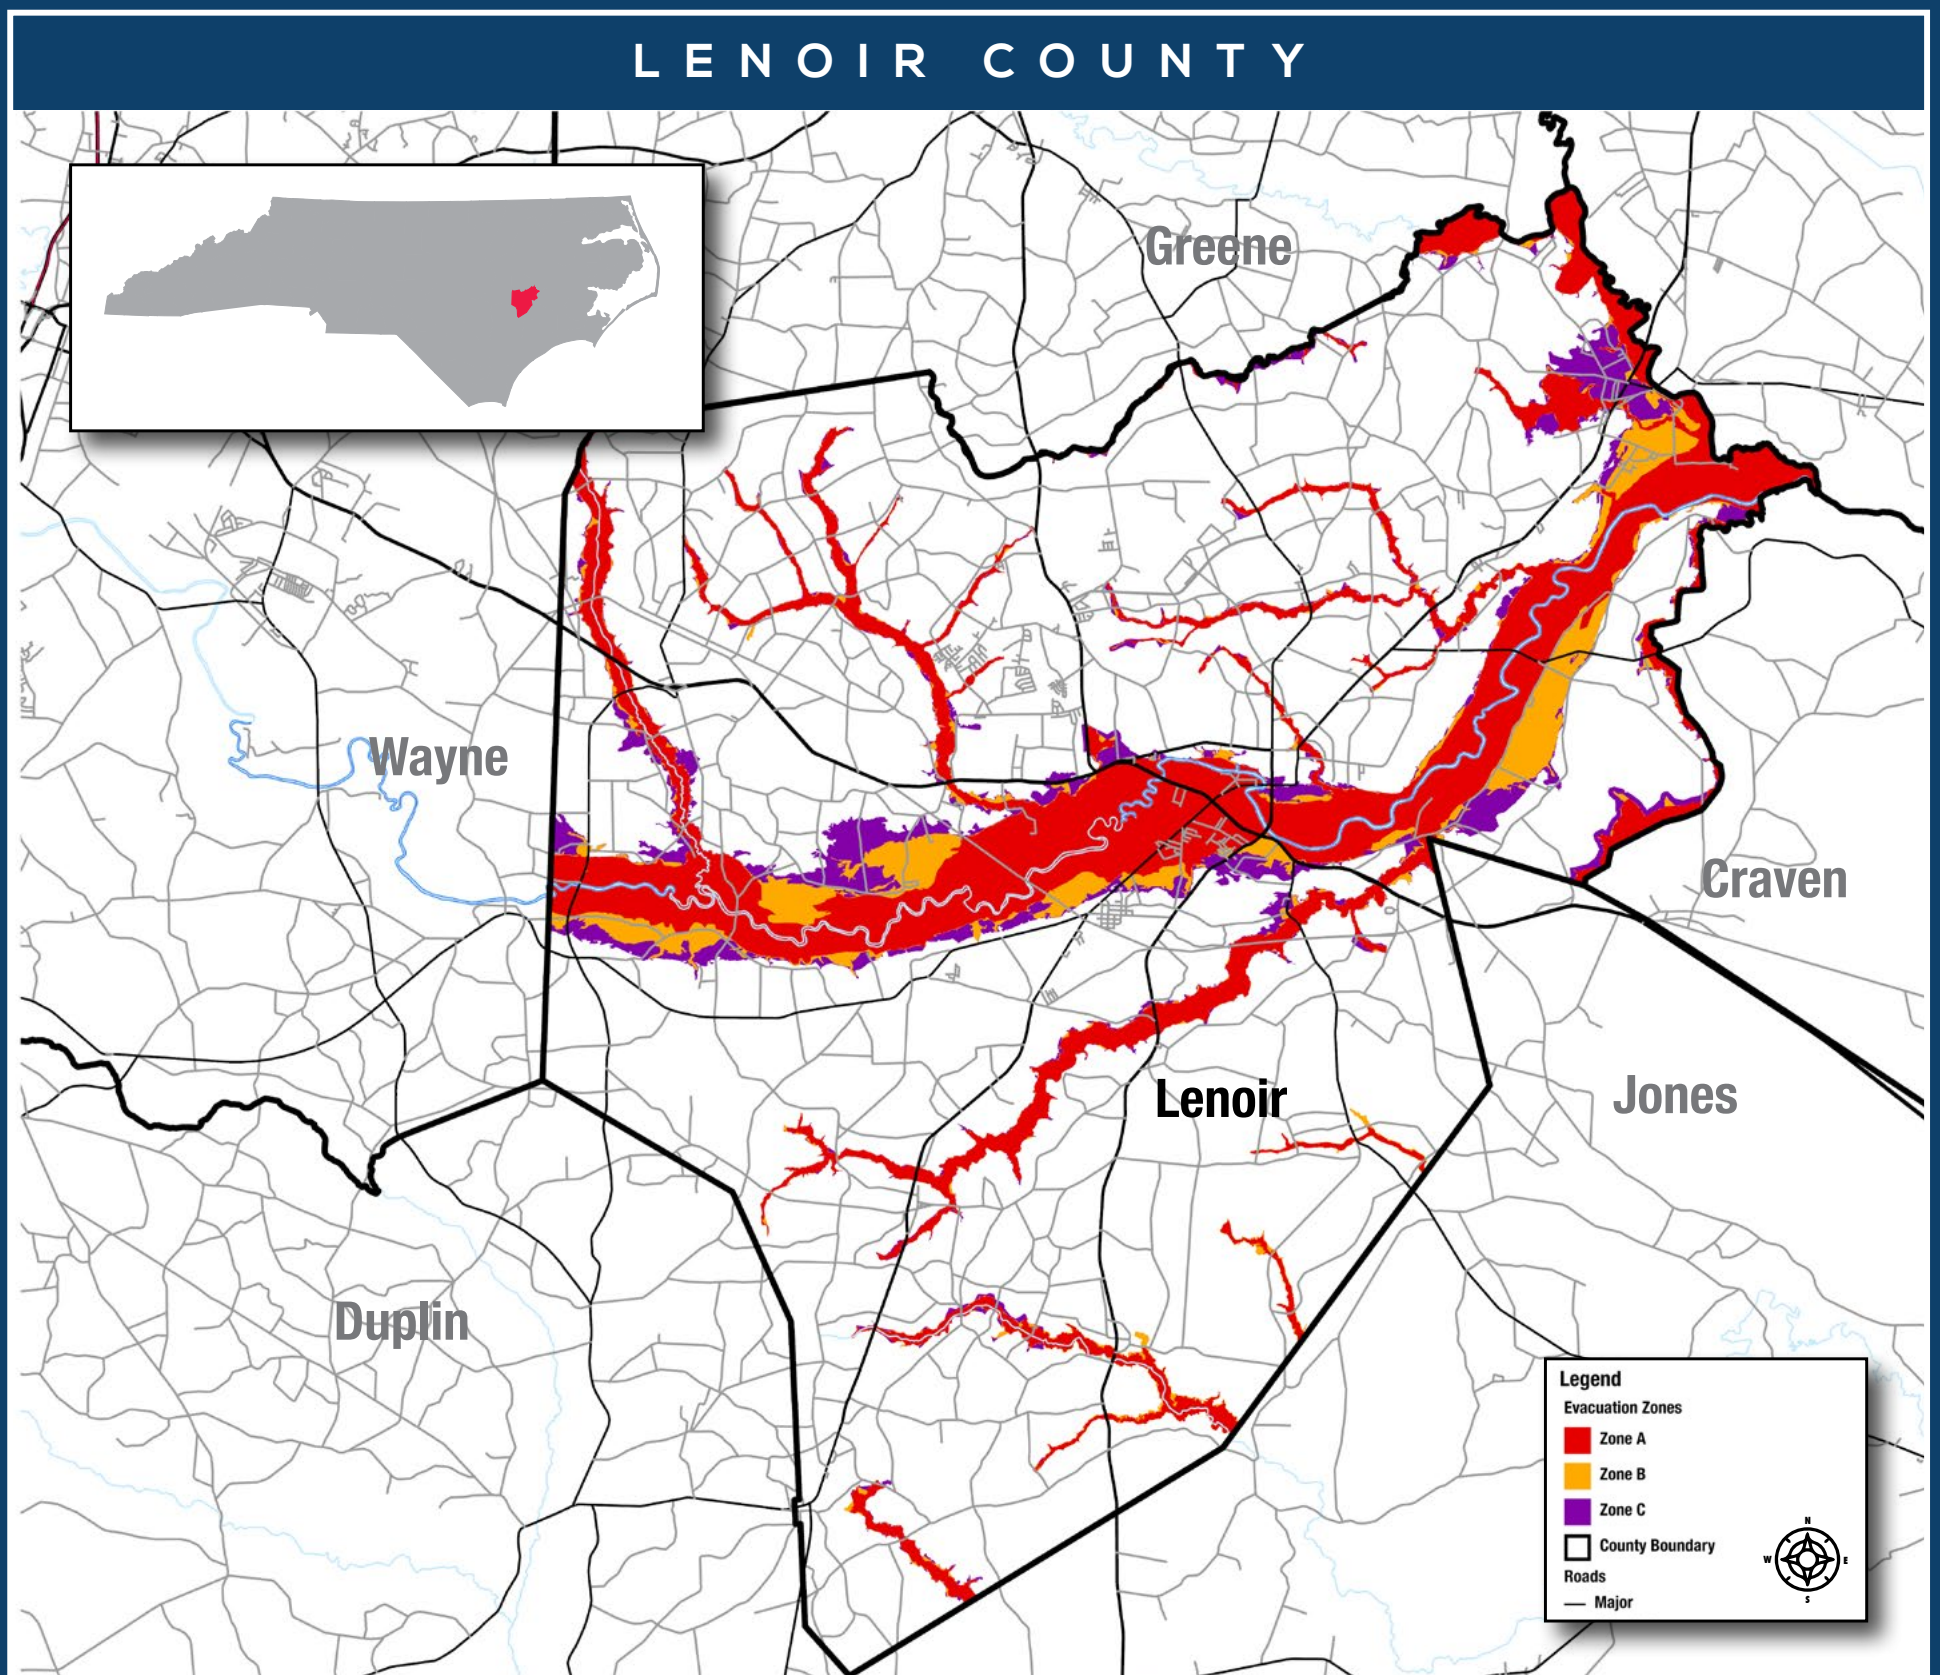 LENOIR COUNTY
Greene
Wayne
Craven
Lenoir
Jones
Duplin
Legend
Evacuation Zones
Zone A
Zone B
Zone C
County Boundary
Roads
Major
N
W
E
S